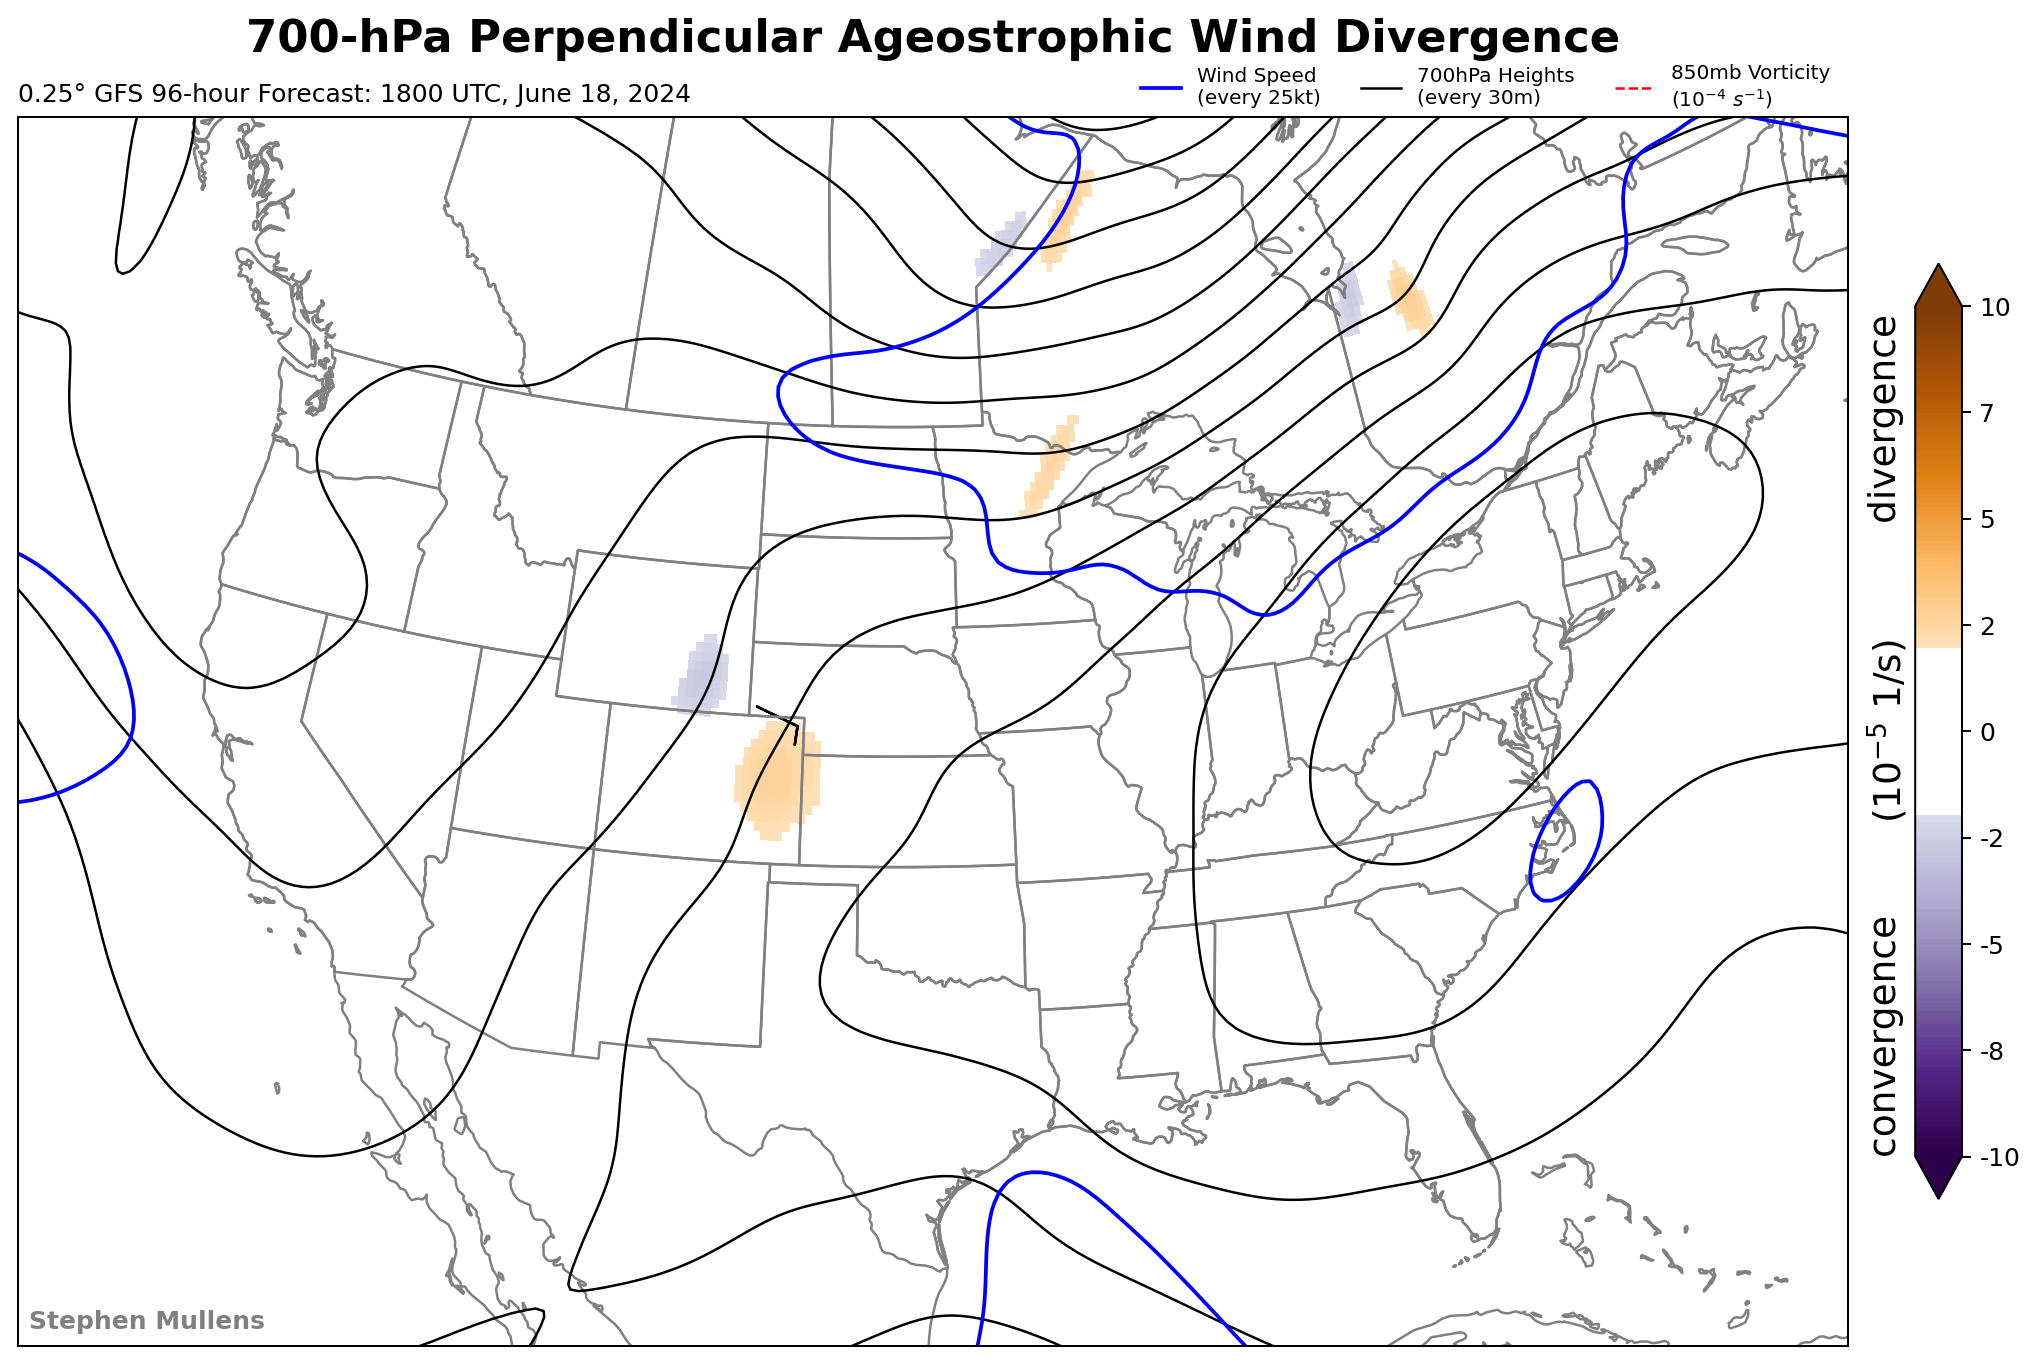 700-hPa Perpendicular Ageostrophic Wind Divergence
0.25° GFS 96-hour Forecast: 1800 UTC, June 18, 2024
Wind Speed
(every 25kt)
700hPa Heights
(every 30m)
850mb Vorticity
(10⁻⁴ s⁻¹)
10
7
5
2
0
-2
-5
-8
-10
convergence (10⁻⁵ 1/s) divergence
Stephen Mullens